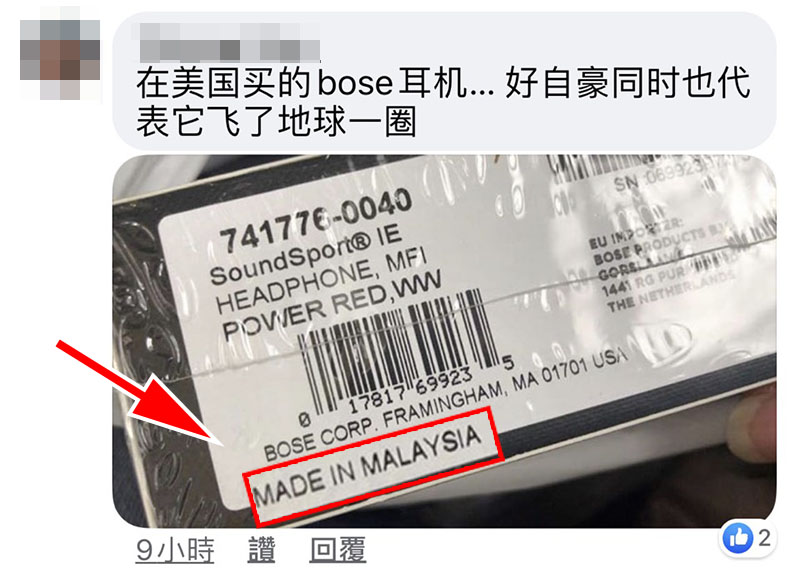 在美国买的bose耳机... 好自豪同时也代
表它飞了地球一圈
741776-0040
SoundSport® IE
HEADPHONE, MFI
POWER RED,WW
0 17817 69923 5
BOSE CORP. FRAMINGHAM, MA 01701 USA
MADE IN MALAYSIA
EU IMPORTER:
BOSE PRODUCTS
THE NETHERLANDS
9小時 讚 回覆
2